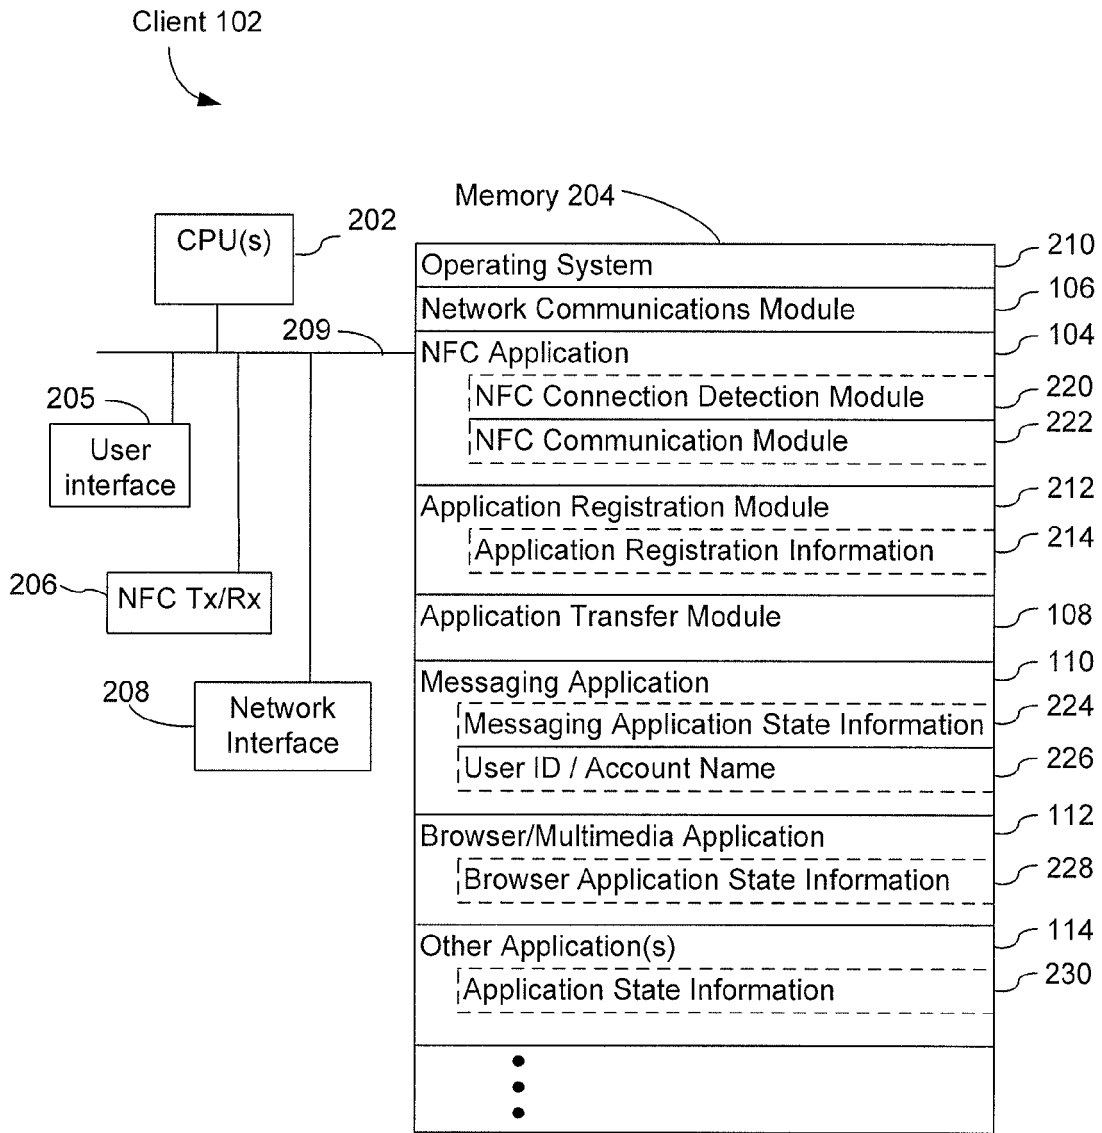 Client 102
Memory 204
CPU(s)
202
209
205
User
interface
206
NFC Tx/Rx
208
Network
Interface
Operating System
210
Network Communications Module
106
NFC Application
104
NFC Connection Detection Module
220
NFC Communication Module
222
Application Registration Module
212
Application Registration Information
214
Application Transfer Module
108
Messaging Application
110
Messaging Application State Information
224
User ID / Account Name
226
Browser/Multimedia Application
112
Browser Application State Information
228
Other Application(s)
114
Application State Information
230